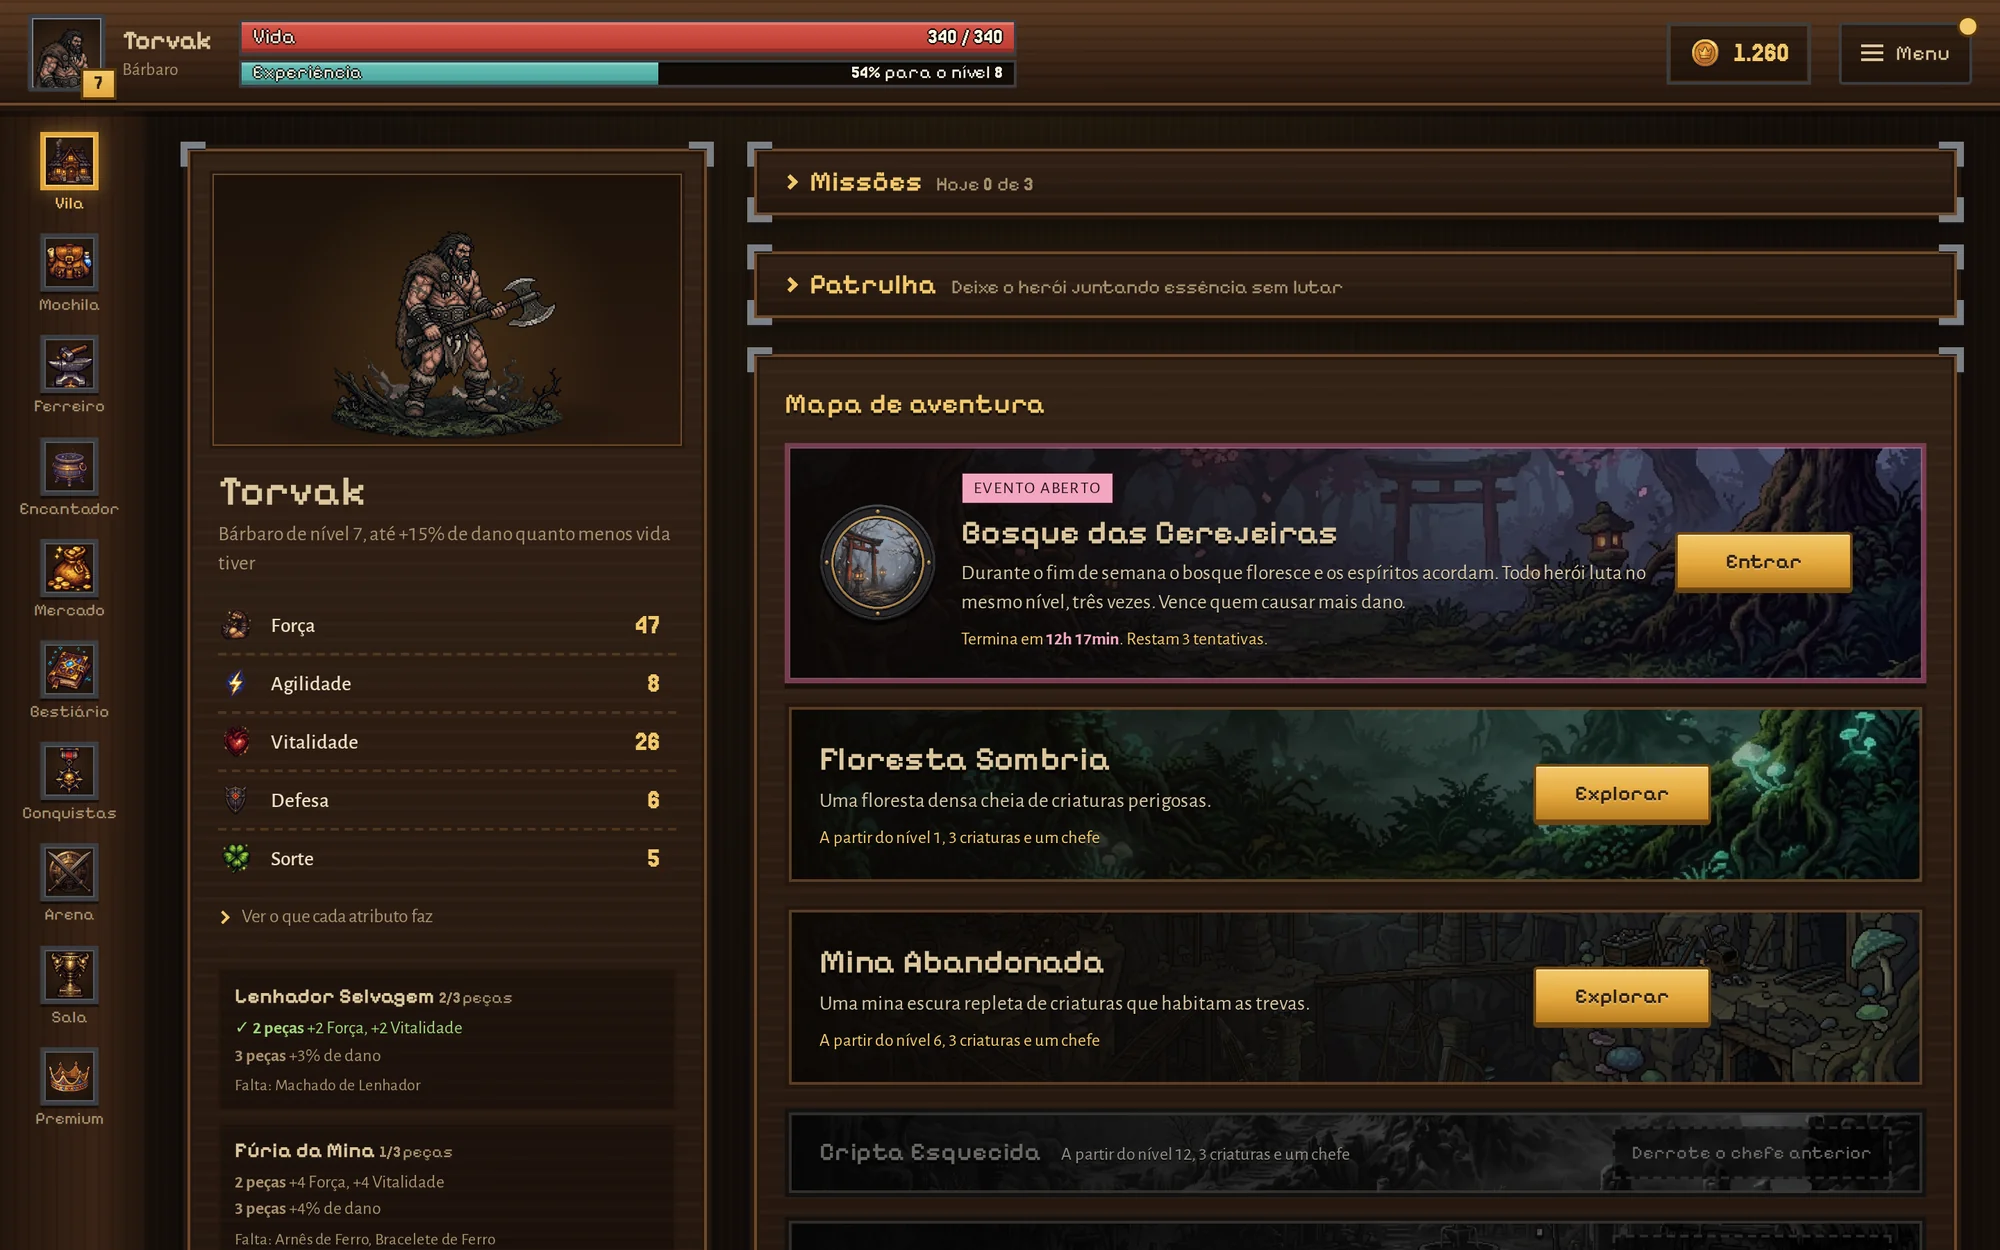 Torvak
Bárbaro
7
Vida
340 / 340
Experiência
54% para o nível 8
1.260
Menu
Vila
Mochila
Ferreiro
Encantador
Mercado
Bestiário
Conquistas
Arena
Sala
Premium
Torvak
Bárbaro de nível 7, até +15% de dano quanto menos vida
tiver
Força 47
Agilidade 8
Vitalidade 26
Defesa 6
Sorte 5
Ver o que cada atributo faz
Lenhador Selvagem 2/3 peças
✓ 2 peças +2 Força, +2 Vitalidade
3 peças +3% de dano
Falta: Machado de Lenhador
Fúria da Mina 1/3 peças
2 peças +4 Força, +4 Vitalidade
3 peças +4% de dano
Falta: Arnês de Ferro, Bracelete de Ferro
Missões Hoje 0 de 3
Patrulha Deixe o herói juntando essência sem lutar
Mapa de aventura
EVENTO ABERTO
Bosque das Cerejeiras
Durante o fim de semana o bosque floresce e os espíritos acordam. Todo herói luta no
mesmo nível, três vezes. Vence quem causar mais dano.
Termina em 12h 17min. Restam 3 tentativas.
Entrar
Floresta Sombria
Uma floresta densa cheia de criaturas perigosas.
A partir do nível 1, 3 criaturas e um chefe
Explorar
Mina Abandonada
Uma mina escura repleta de criaturas que habitam as trevas.
A partir do nível 6, 3 criaturas e um chefe
Explorar
Cripta Esquecida A partir do nível 12, 3 criaturas e um chefe
Derrote o chefe anterior